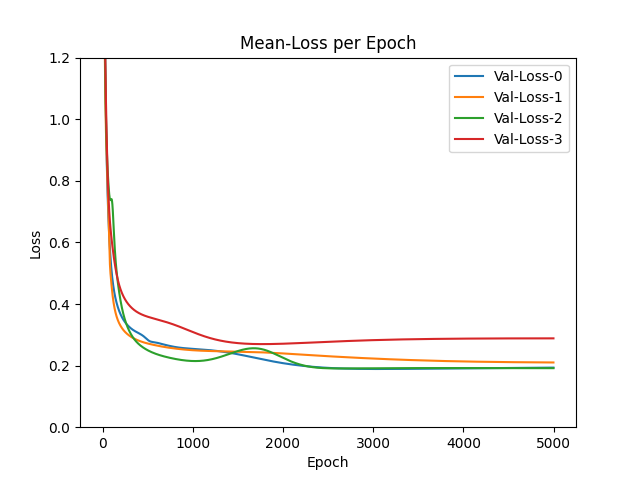 Mean-Loss per Epoch
1.2
1.0
0.8
0.6
0.4
0.2
0.0
Loss
Val-Loss-0
Val-Loss-1
Val-Loss-2
Val-Loss-3
0 1000 2000 3000 4000 5000
Epoch